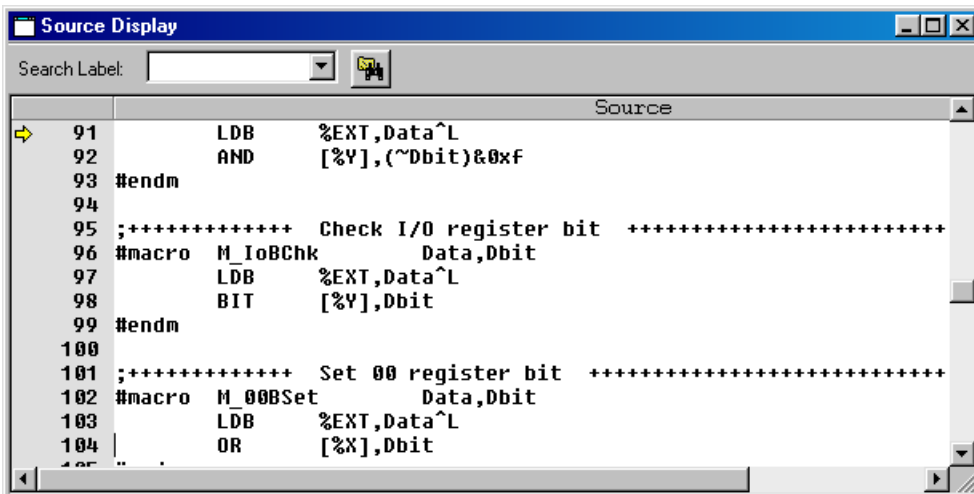 Source Display
Search Label:
Source
91 LDB %EXT,Data^L
92 AND [%Y],(~Dbit)&0xf
93 #endm
94
95 ;+++++++++++++ Check I/O register bit +++++++++++++++++++++++++
96 #macro M_IoBChk Data,Dbit
97 LDB %EXT,Data^L
98 BIT [%Y],Dbit
99 #endm
100
101 ;+++++++++++++ Set 00 register bit ++++++++++++++++++++++++++++
102 #macro M_00BSet Data,Dbit
103 LDB %EXT,Data^L
104 OR [%X],Dbit